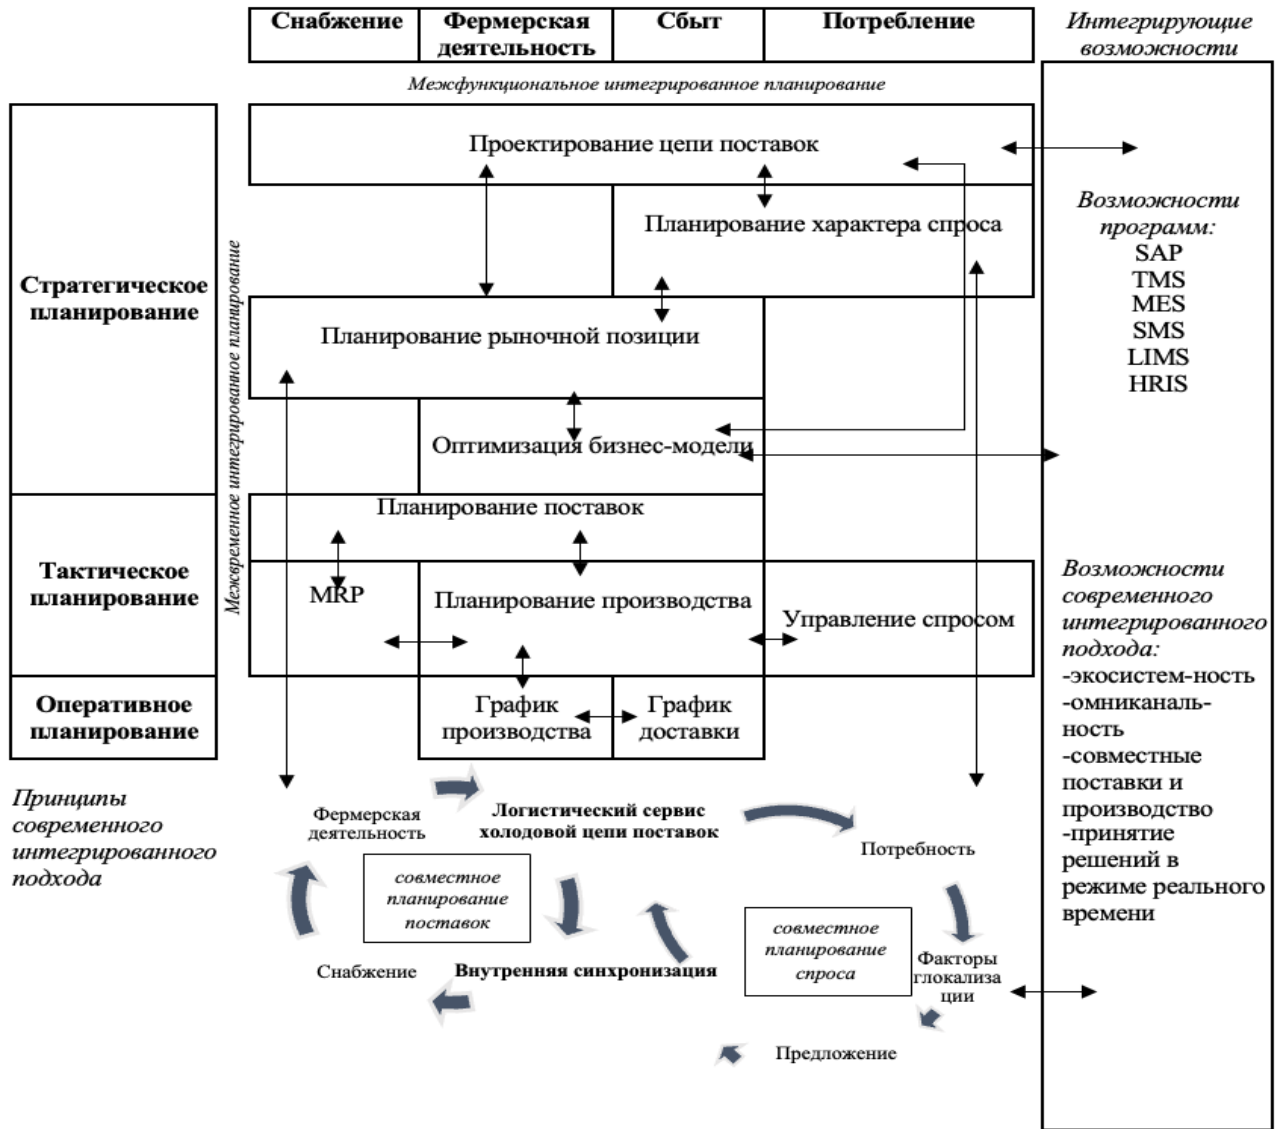 Снабжение
Фермерская
деятельность
Сбыт
Потребление
Интегрирующие
возможности
Межфункциональное интегрированное планирование
Межвременное интегрированное планирование
Стратегическое
планирование
Проектирование цепи поставок
Планирование характера спроса
Планирование рыночной позиции
Оптимизация бизнес-модели
Возможности
программ:
SAP
TMS
MES
SMS
LIMS
HRIS
Тактическое
планирование
Планирование поставок
MRP
Планирование производства
Управление спросом
Оперативное
планирование
График
производства
График
доставки
Возможности
современного
интегрированного
подхода:
-экосистем-ность
-омниканаль-
ность
-совместные
поставки и
производство
-принятие
решений в
режиме реального
времени
Принципы
современного
интегрированного
подхода
Фермерская
деятельность
Логистический сервис
холодовой цепи поставок
Потребность
совместное
планирование
поставок
совместное
планирование
спроса
Снабжение
Внутренняя синхронизация
Факторы
глокализа
ции
Предложение